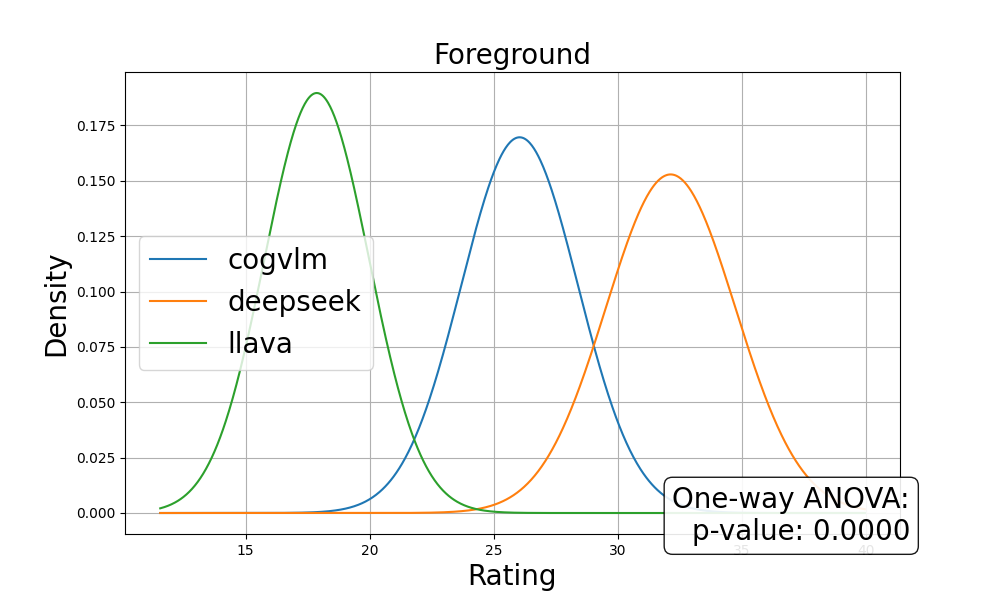 Foreground
Density
0.175
0.150
0.125
0.100
0.075
0.050
0.025
0.000
cogvlm
deepseek
llava
One-way ANOVA:
p-value: 0.0000
15
20
25
30
35
40
Rating